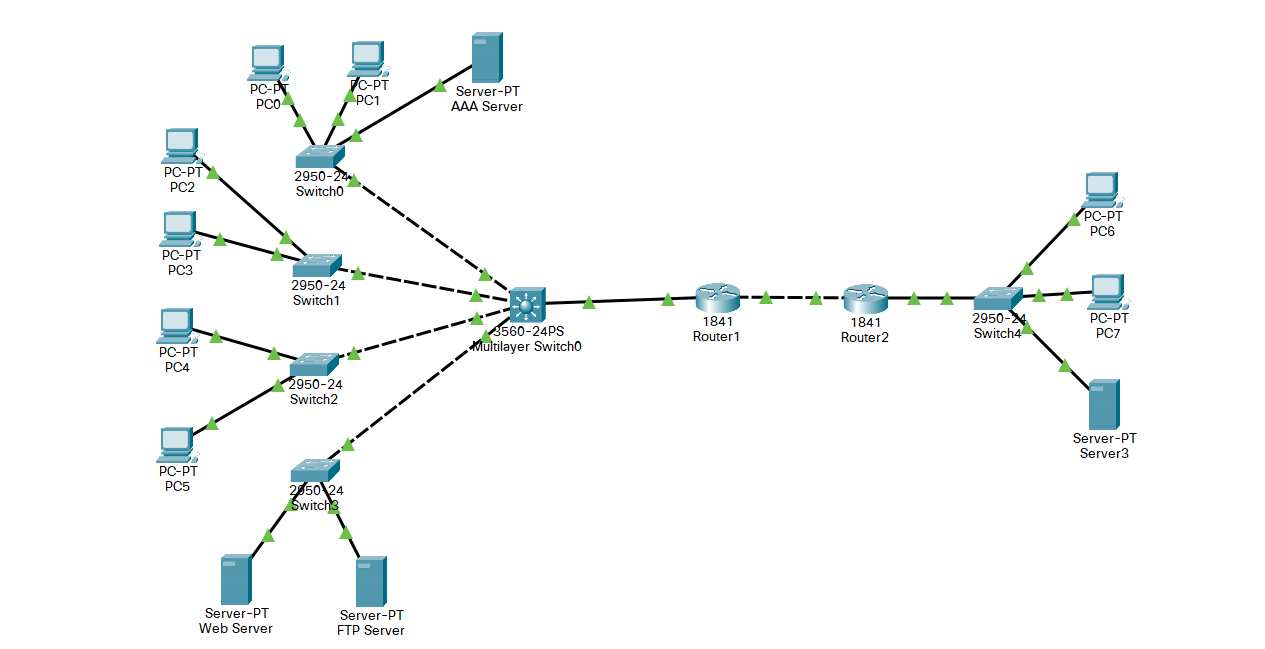 PC-PT
PC0
PC-PT
PC1
Server-PT
AAA Server
PC-PT
PC2
2950-24
Switch0
PC-PT
PC3
2950-24
Switch1
PC-PT
PC4
2950-24
Switch2
PC-PT
PC5
2950-24
Switch3
Server-PT
Web Server
Server-PT
FTP Server
3560-24PS
Multilayer Switch0
1841
Router1
1841
Router2
2950-24
Switch4
PC-PT
PC6
PC-PT
PC7
Server-PT
Server3